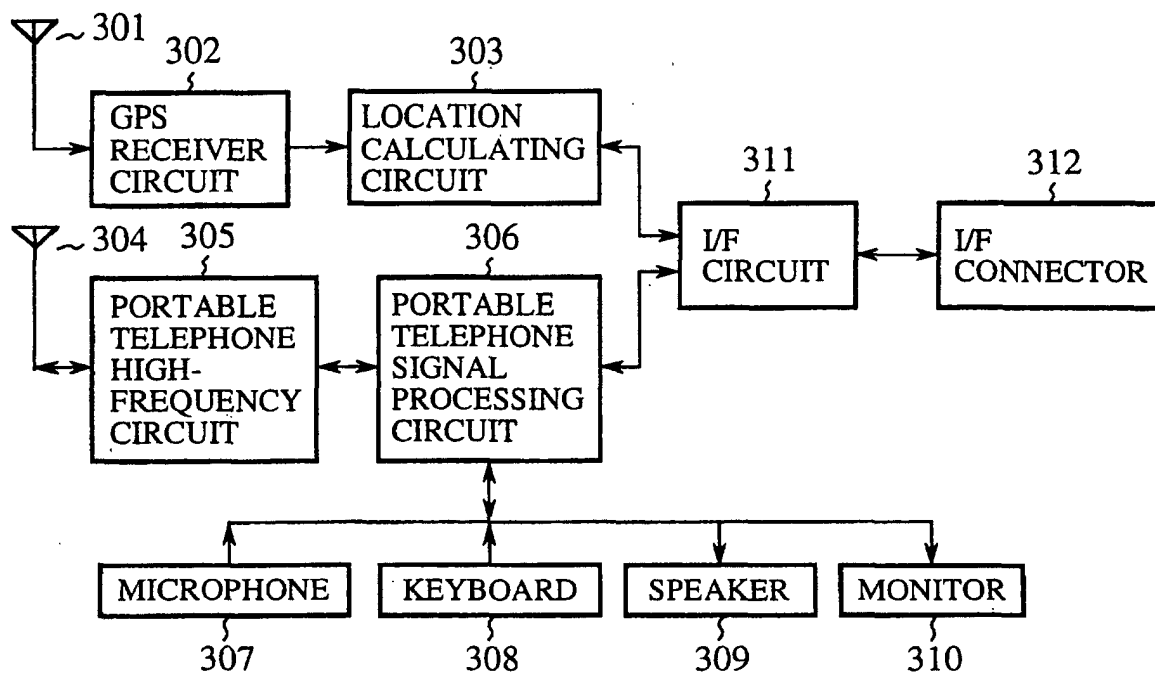 301
302
303
GPS
RECEIVER
CIRCUIT
LOCATION
CALCULATING
CIRCUIT
304
305
306
311
312
PORTABLE
TELEPHONE
HIGH-
FREQUENCY
CIRCUIT
PORTABLE
TELEPHONE
SIGNAL
PROCESSING
CIRCUIT
I/F
CIRCUIT
I/F
CONNECTOR
MICROPHONE
KEYBOARD
SPEAKER
MONITOR
307
308
309
310